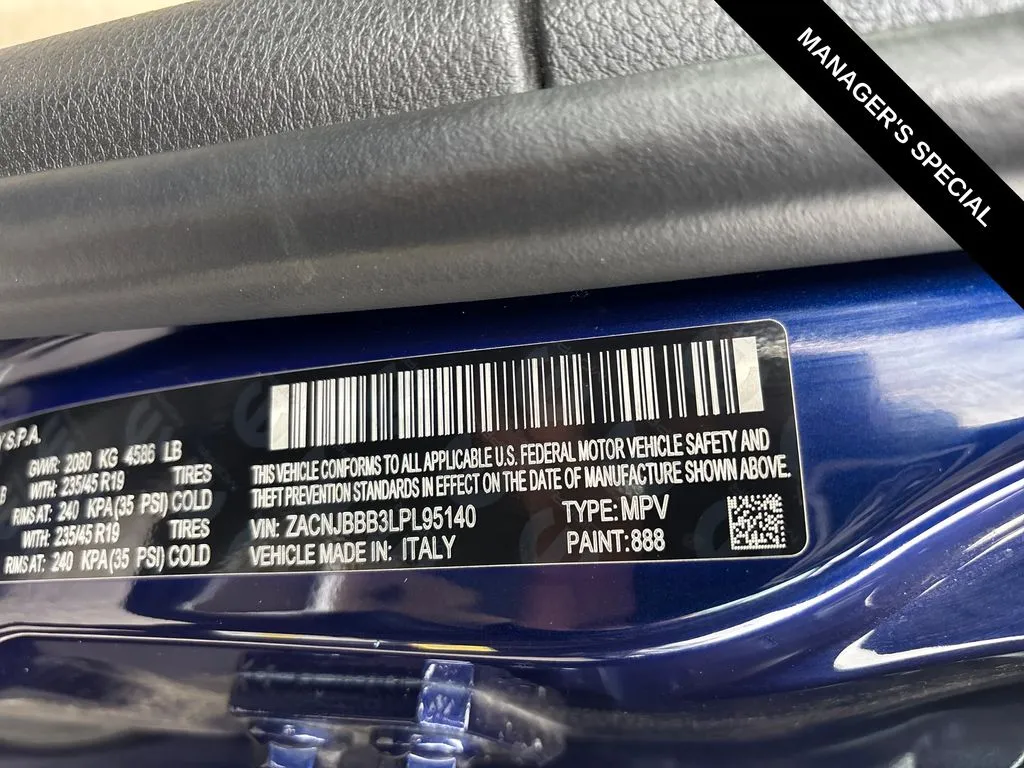 MANAGER'S SPECIAL
S.P.A.
GVWR: 2080 KG 4586 LB
WITH: 235/45 R19 TIRES
RIMS AT: 240 KPA(35 PSI) COLD
WITH: 235/45 R19 TIRES
RIMS AT: 240 KPA(35 PSI) COLD
THIS VEHICLE CONFORMS TO ALL APPLICABLE U.S. FEDERAL MOTOR VEHICLE SAFETY AND
THEFT PREVENTION STANDARDS IN EFFECT ON THE DATE OF MANUFACTURE SHOWN ABOVE.
VIN: ZACNJBBB3LPL95140 TYPE: MPV
VEHICLE MADE IN: ITALY PAINT:888